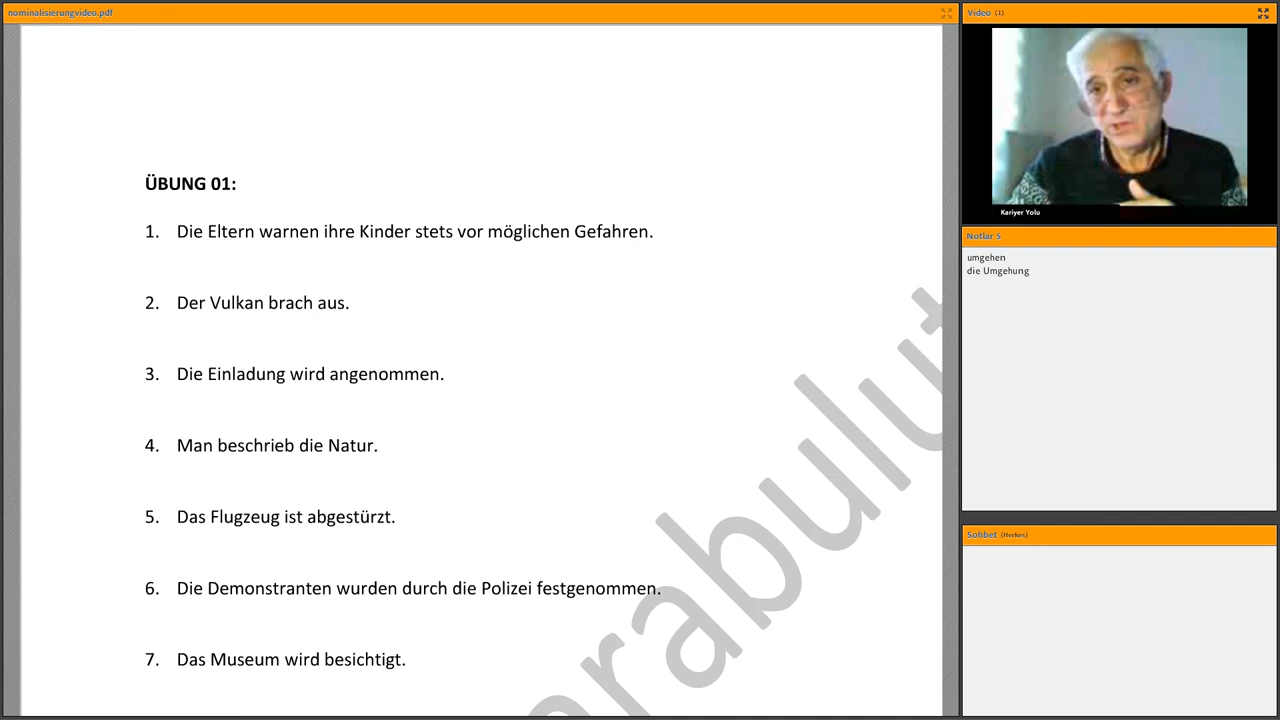 nominalisierungvideo.pdf
ÜBUNG 01:
1. Die Eltern warnen ihre Kinder stets vor möglichen Gefahren.
2. Der Vulkan brach aus.
3. Die Einladung wird angenommen.
4. Man beschrieb die Natur.
5. Das Flugzeug ist abgestürzt.
6. Die Demonstranten wurden durch die Polizei festgenommen.
7. Das Museum wird besichtigt.
arabulut
Video (1)
Kariyer Yolu
Notlar 5
umgehen
die Umgehung
Sohbet (Herkes)